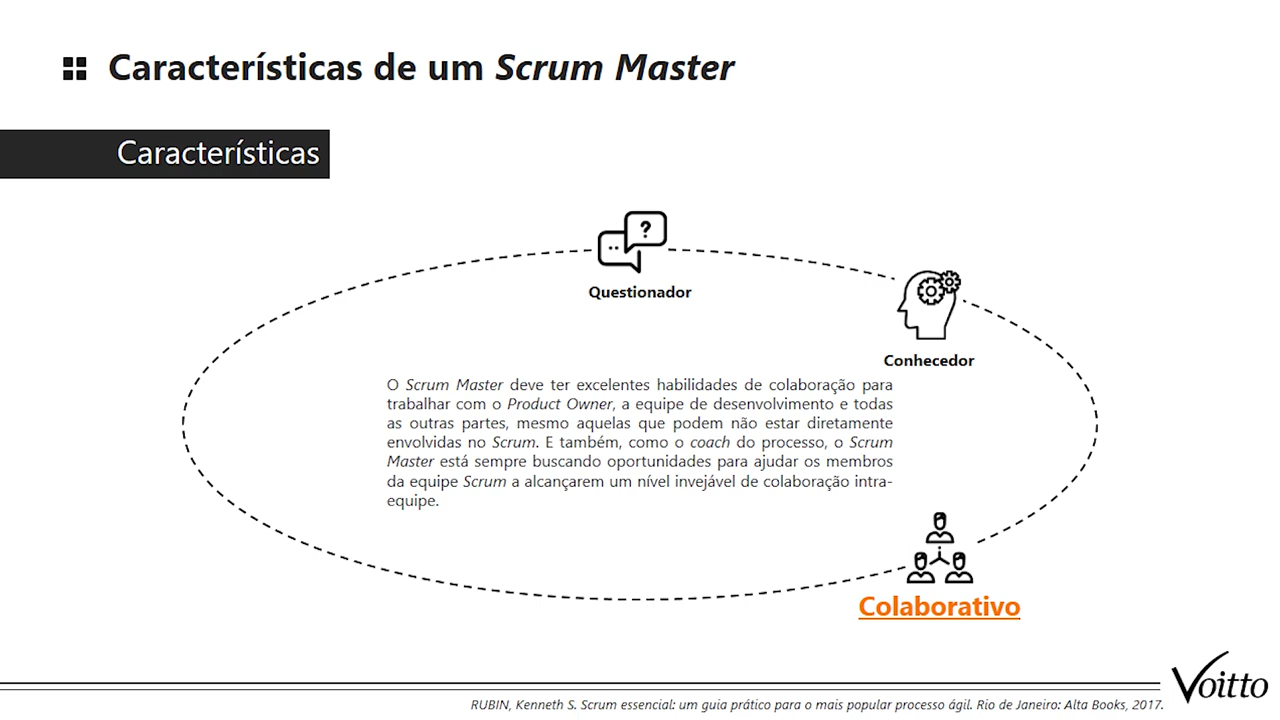 Características de um Scrum Master
Características
?
Questionador
Conhecedor
O Scrum Master deve ter excelentes habilidades de colaboração para
trabalhar com o Product Owner, a equipe de desenvolvimento e todas
as outras partes, mesmo aquelas que podem não estar diretamente
envolvidas no Scrum. E também, como o coach do processo, o Scrum
Master está sempre buscando oportunidades para ajudar os membros
da equipe Scrum a alcançarem um nível invejável de colaboração intra-
equipe.
Colaborativo
Voitto
RUBIN, Kenneth S. Scrum essencial: um guia prático para o mais popular processo ágil. Rio de Janeiro: Alta Books, 2017.